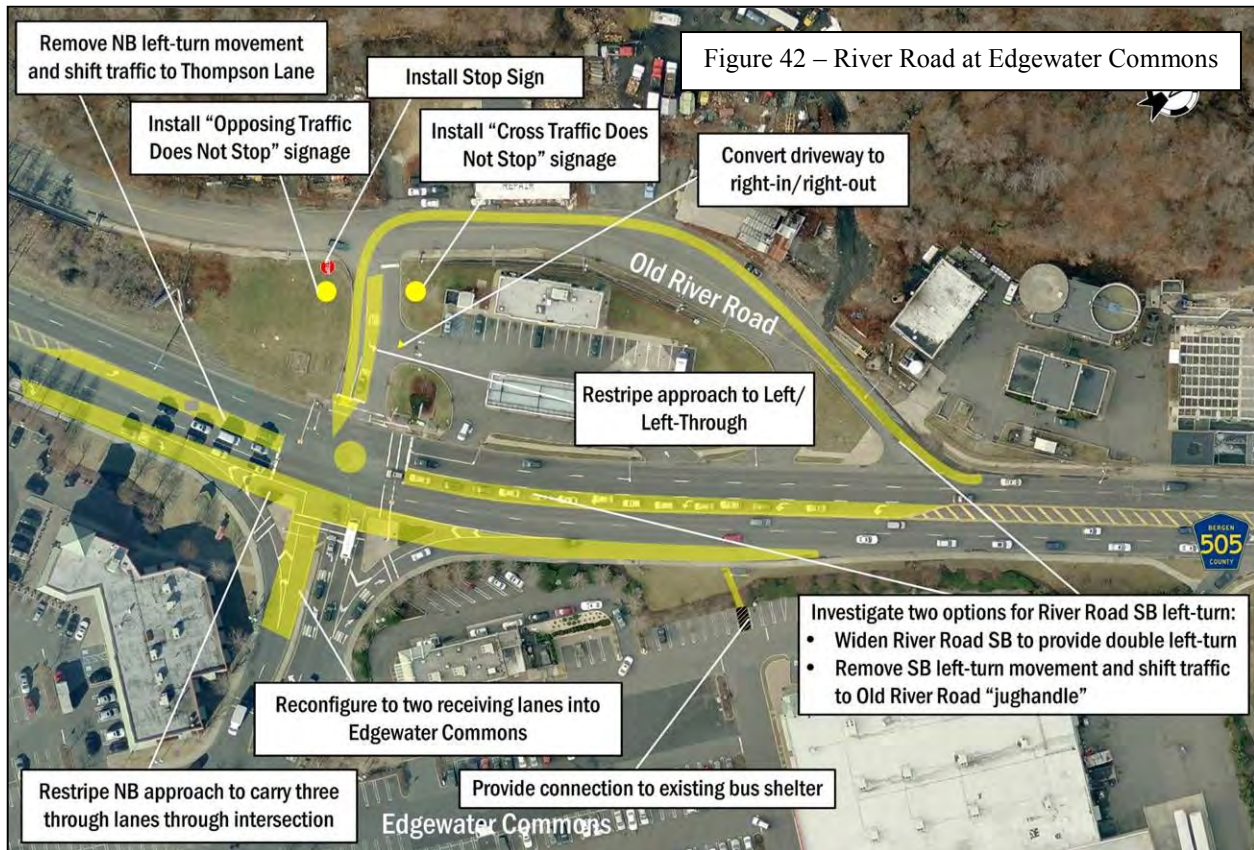 Figure 42 – River Road at Edgewater Commons
Remove NB left-turn movement
and shift traffic to Thompson Lane
Install Stop Sign
Install “Opposing Traffic
Does Not Stop” signage
Install “Cross Traffic Does
Not Stop” signage
Convert driveway to
right-in/right-out
REPAIR
Old River Road
Restripe approach to Left/
Left-Through
BERGEN
505
COUNTY
Investigate two options for River Road SB left-turn:
• Widen River Road SB to provide double left-turn
• Remove SB left-turn movement and shift traffic
to Old River Road “jughandle”
Reconfigure to two receiving lanes into
Edgewater Commons
Provide connection to existing bus shelter
Restripe NB approach to carry three
through lanes through intersection
Edgewater Commons